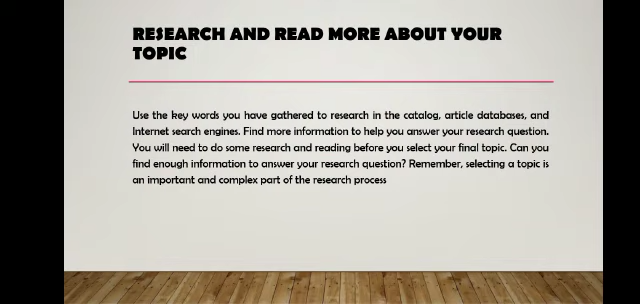 RESEARCH AND READ MORE ABOUT YOUR
TOPIC
Use the key words you have gathered to research in the catalog, article databases, and
Internet search engines. Find more information to help you answer your research question.
You will need to do some research and reading before you select your final topic. Can you
find enough information to answer your research question? Remember, selecting a topic is
an important and complex part of the research process